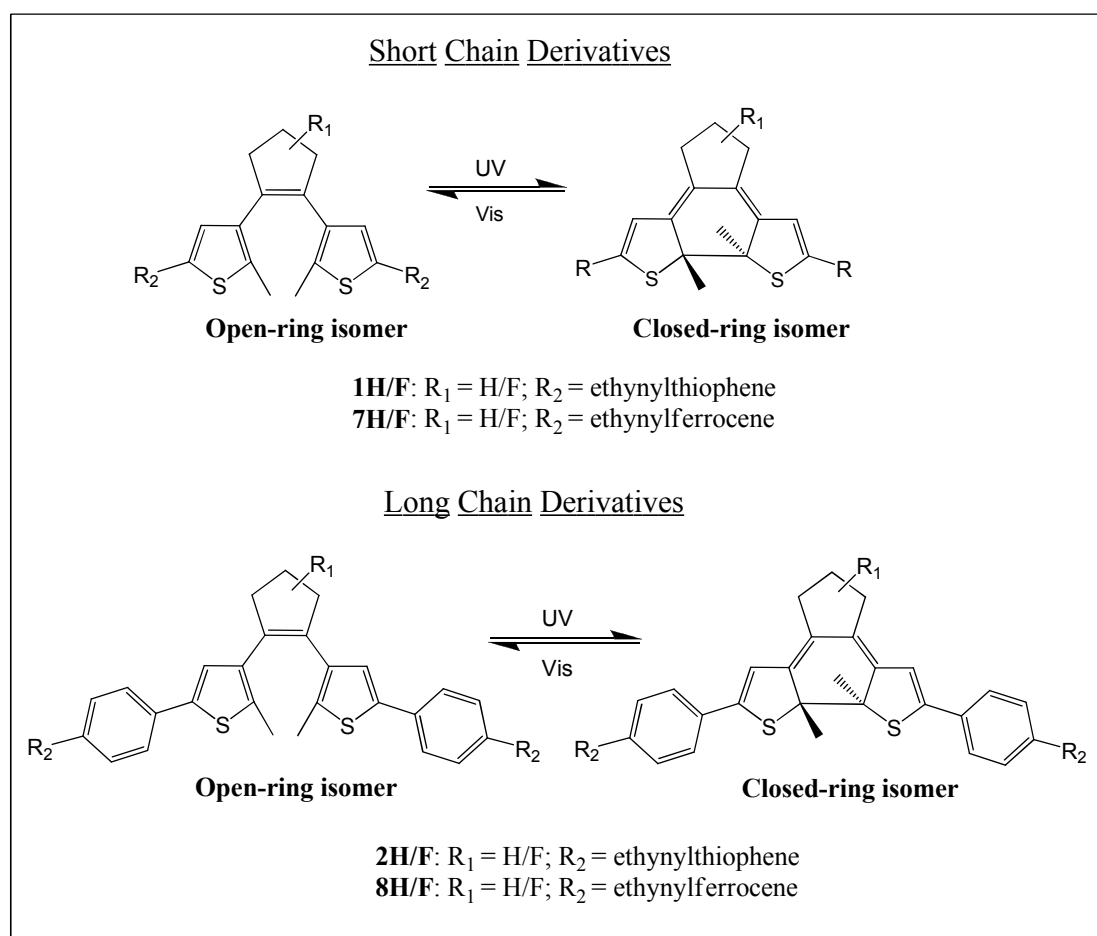 Short Chain Derivatives
R1
R1
UV
Vis
R2
S
S
R2
R
S
S
R
Open-ring isomer
Closed-ring isomer
1H/F: R1 = H/F; R2 = ethynylthiophene
7H/F: R1 = H/F; R2 = ethynylferrocene
Long Chain Derivatives
R1
R1
UV
Vis
R2
S
S
R2
R2
S
S
R2
Open-ring isomer
Closed-ring isomer
2H/F: R1 = H/F; R2 = ethynylthiophene
8H/F: R1 = H/F; R2 = ethynylferrocene